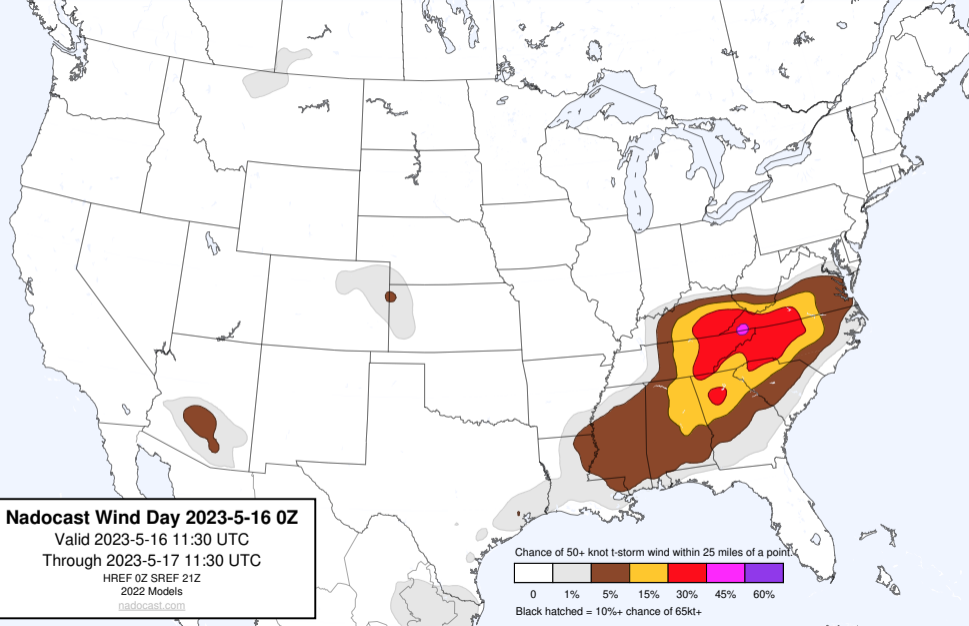 Nadocast Wind Day 2023-5-16 0Z
Valid 2023-5-16 11:30 UTC
Through 2023-5-17 11:30 UTC
HREF 0Z SREF 21Z
2022 Models
nadocast.com
Chance of 50+ knot t-storm wind within 25 miles of a point.
0 1% 5% 15% 30% 45% 60%
Black hatched = 10%+ chance of 65kt+